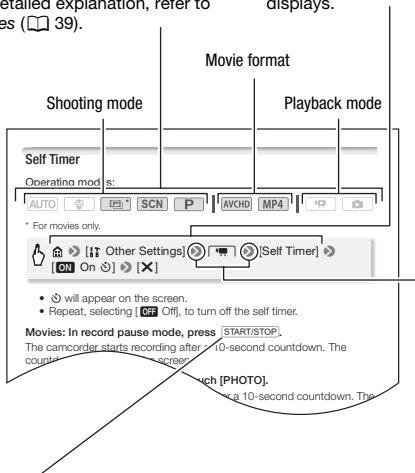 etailed explanation, refer to
es ( 39).
displays.
Movie format
Shooting mode
Playback mode
Self Timer
Operating modes:
AUTO SCN P AVCHD MP4
* For movies only.
[ Other Settings] [Self Timer]
[ON On ] [X]
• will appear on the screen.
• Repeat, selecting [OFF Off], to turn off the self timer.
Movies: In record pause mode, press START/STOP.
The camcorder starts recording after a 10-second countdown. The
screen
uch [PHOTO].
r a 10-second countdown. The